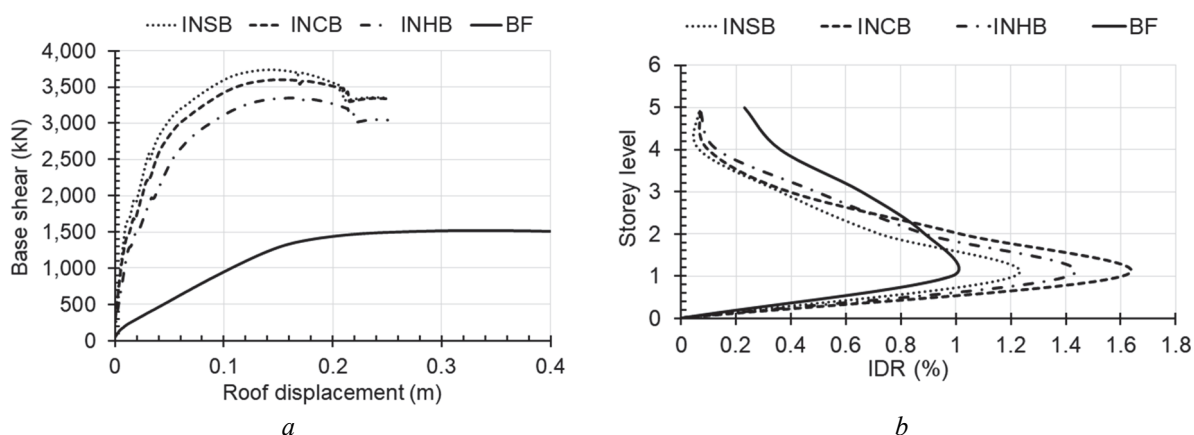 INSB INCB INHB BF
4,000
3,500
3,000
2,500
2,000
1,500
1,000
500
0
Base shear (kN)
0 0.1 0.2 0.3 0.4
Roof displacement (m)
a
INSB INCB INHB BF
6
5
4
3
2
1
0
Storey level
0 0.2 0.4 0.6 0.8 1 1.2 1.4 1.6 1.8
IDR (%)
b